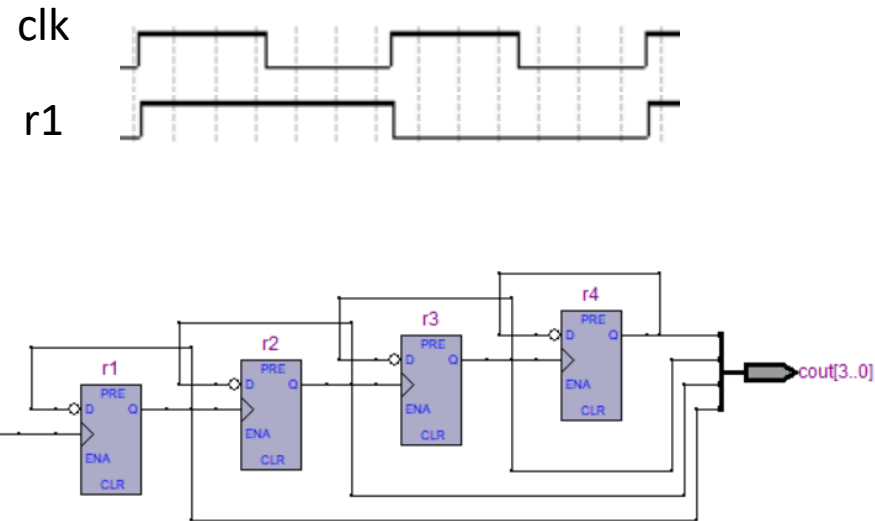 clk
r1
r4
PRE
D Q
ENA
CLR
r3
PRE
D Q
ENA
CLR
r2
PRE
D Q
ENA
CLR
r1
PRE
D Q
ENA
CLR
cout[3..0]